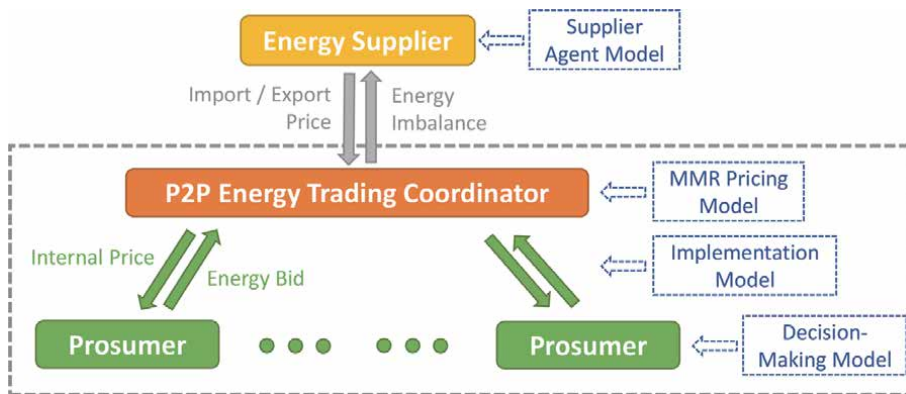 Energy Supplier
Supplier
Agent Model
Import / Export
Price
Energy
Imbalance
P2P Energy Trading Coordinator
MMR Pricing
Model
Internal Price
Energy Bid
Implementation
Model
Prosumer
Prosumer
Decision-
Making Model